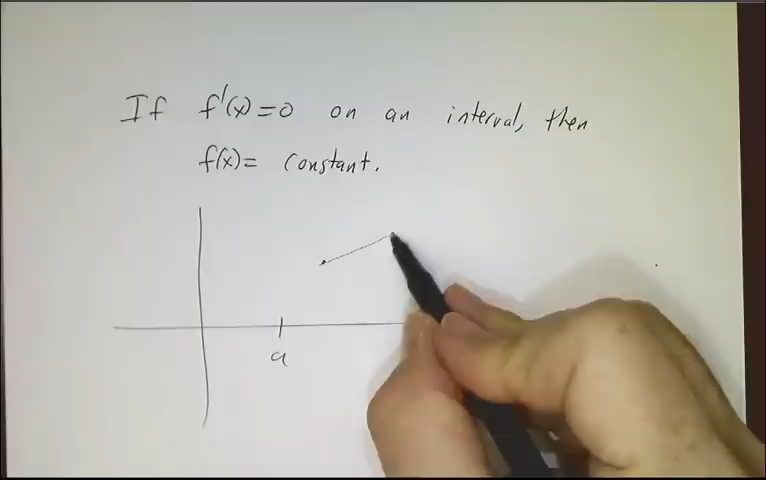 If f'(x)=0 on an interval, then
f(x)= constant.
a